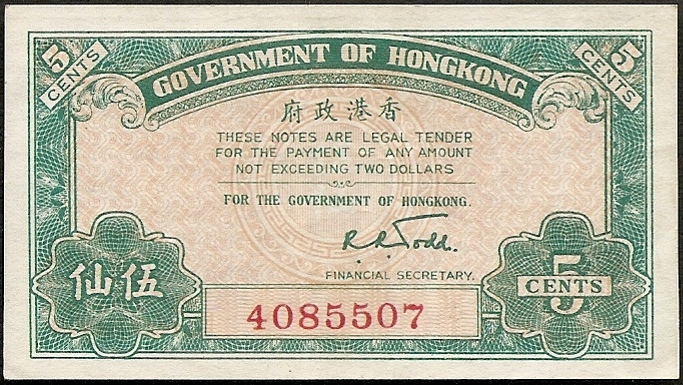 5 CENTS
5 CENTS
GOVERNMENT OF HONGKONG
府政港香
THESE NOTES ARE LEGAL TENDER
FOR THE PAYMENT OF ANY AMOUNT
NOT EXCEEDING TWO DOLLARS
FOR THE GOVERNMENT OF HONGKONG.
R. R. Todd.
FINANCIAL SECRETARY.
仙伍
5
CENTS
4085507